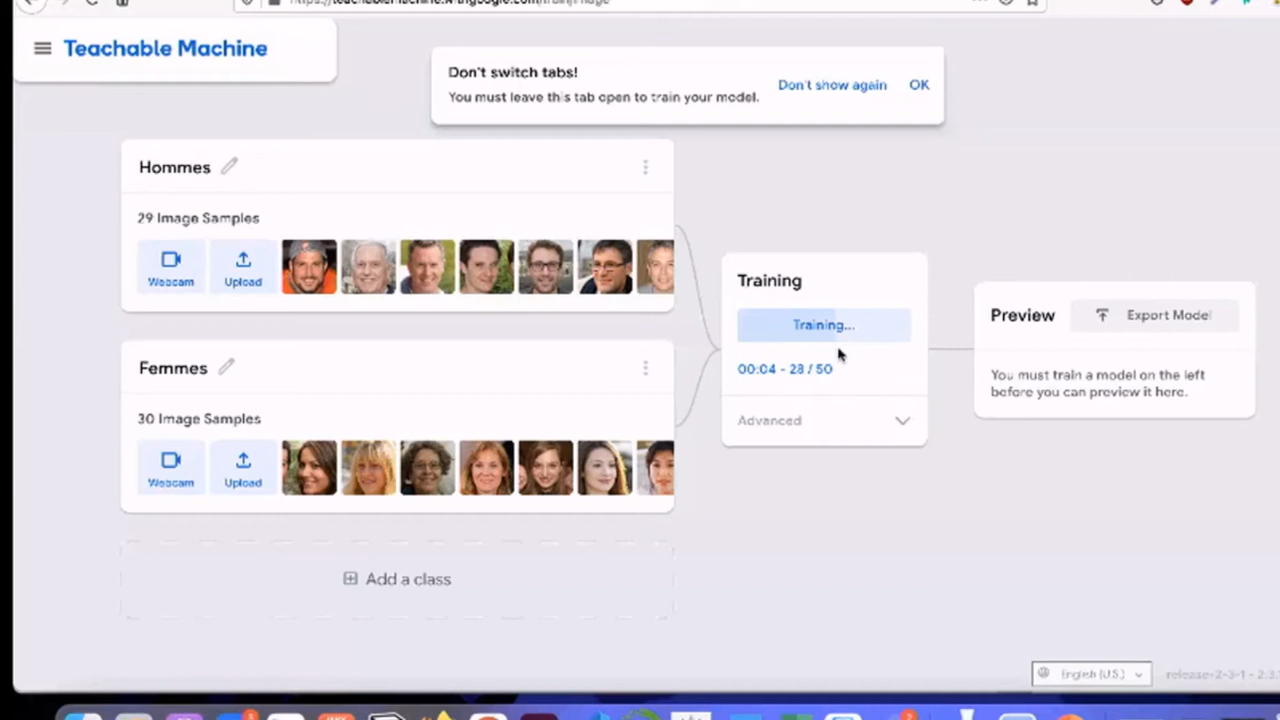 Teachable Machine
Don't switch tabs!
You must leave this tab open to train your model.
Don't show again
OK
Hommes
29 Image Samples
Webcam
Upload
Femmes
30 Image Samples
Webcam
Upload
Add a class
Training
Training...
00:04 - 28 / 50
Advanced
Preview
Export Model
You must train a model on the left
before you can preview it here.
English (U.S.)